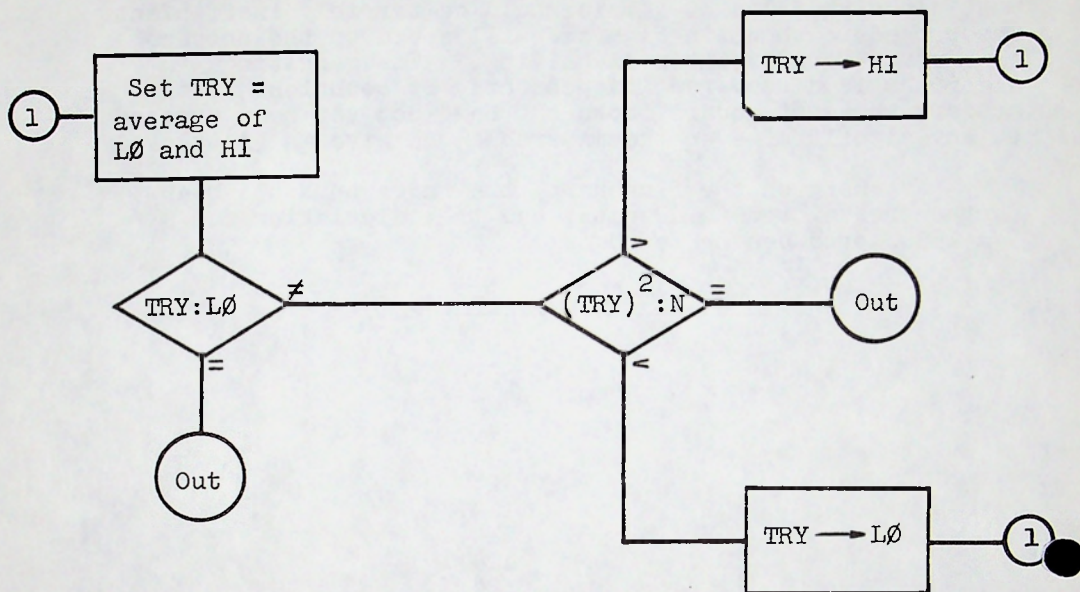 1
Set TRY =
average of
LØ and HI
TRY:LØ
≠
=
Out
(TRY)²:N
>
=
<
Out
TRY → HI
1
TRY → LØ
1